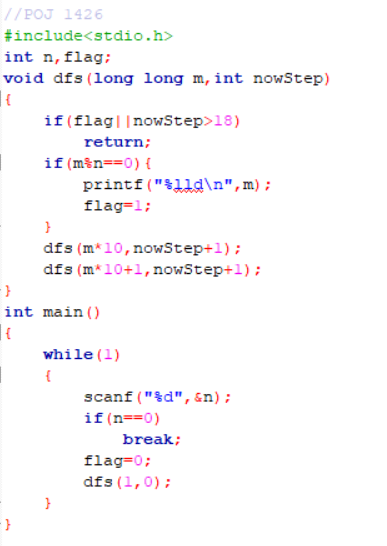 //POJ 1426
#include<stdio.h>
int n,flag;
void dfs(long long m,int nowStep)
{
    if(flag||nowStep>18)
        return;
    if(m%n==0){
        printf("%lld\n",m);
        flag=1;
    }
    dfs(m*10,nowStep+1);
    dfs(m*10+1,nowStep+1);
}
int main()
{
    while(1)
    {
        scanf("%d",&n);
        if(n==0)
            break;
        flag=0;
        dfs(1,0);
    }
}